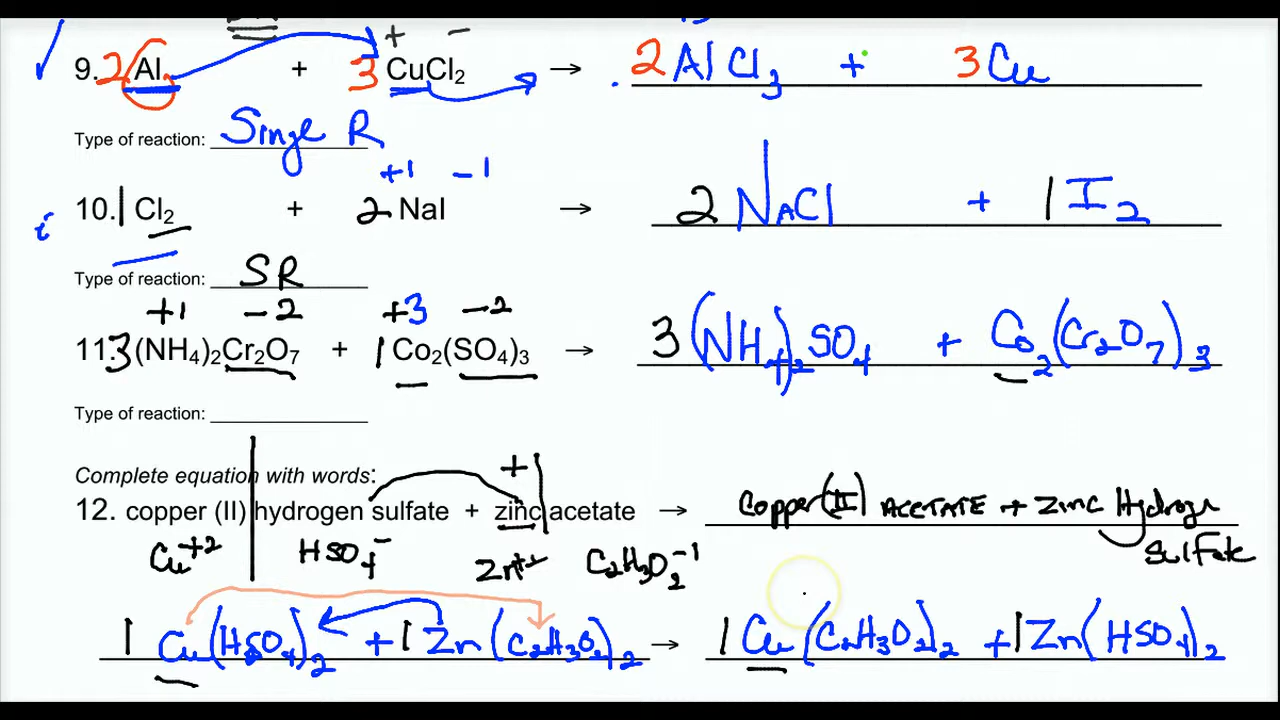 + −
9. 2 Al + 3 CuCl2 → 2 AlCl3 + 3 Cu
Type of reaction: Singe R
+1 −1
10. 1 Cl2 + 2 NaI → 2 NaCl + 1 I2
Type of reaction: SR
+1 −2 +3 −2
11. 3 (NH4)2Cr2O7 + 1 Co2(SO4)3 → 3 (NH4)2SO4 + Co2(Cr2O7)3
Type of reaction:
Complete equation with words:
+
12. copper (II) hydrogen sulfate + zinc acetate → Copper (II) ACETATE + Zinc Hydroge
Sulfate
Cu+2 HSO4− Zn++ C2H3O2−1
1 Cu(HSO4)2 + 1 Zn(C2H3O2)2 → 1 Cu(C2H3O2)2 + 1 Zn(HSO4)2